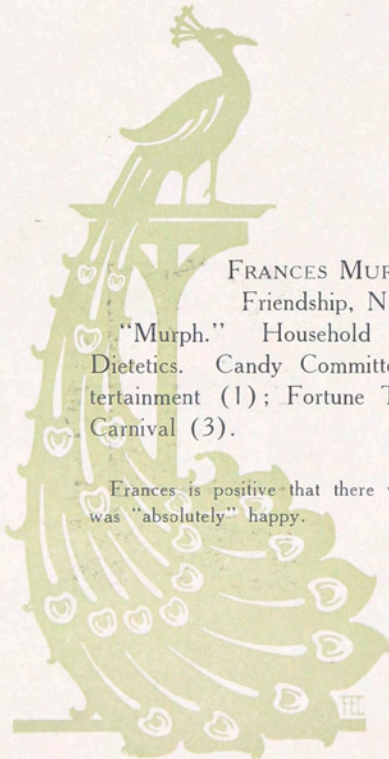 FRANCES MUR
Friendship, N
"Murph." Household
Dietetics. Candy Committe
tertainment (1); Fortune T
Carnival (3).
Frances is positive that there w
was "absolutely" happy.
FEC